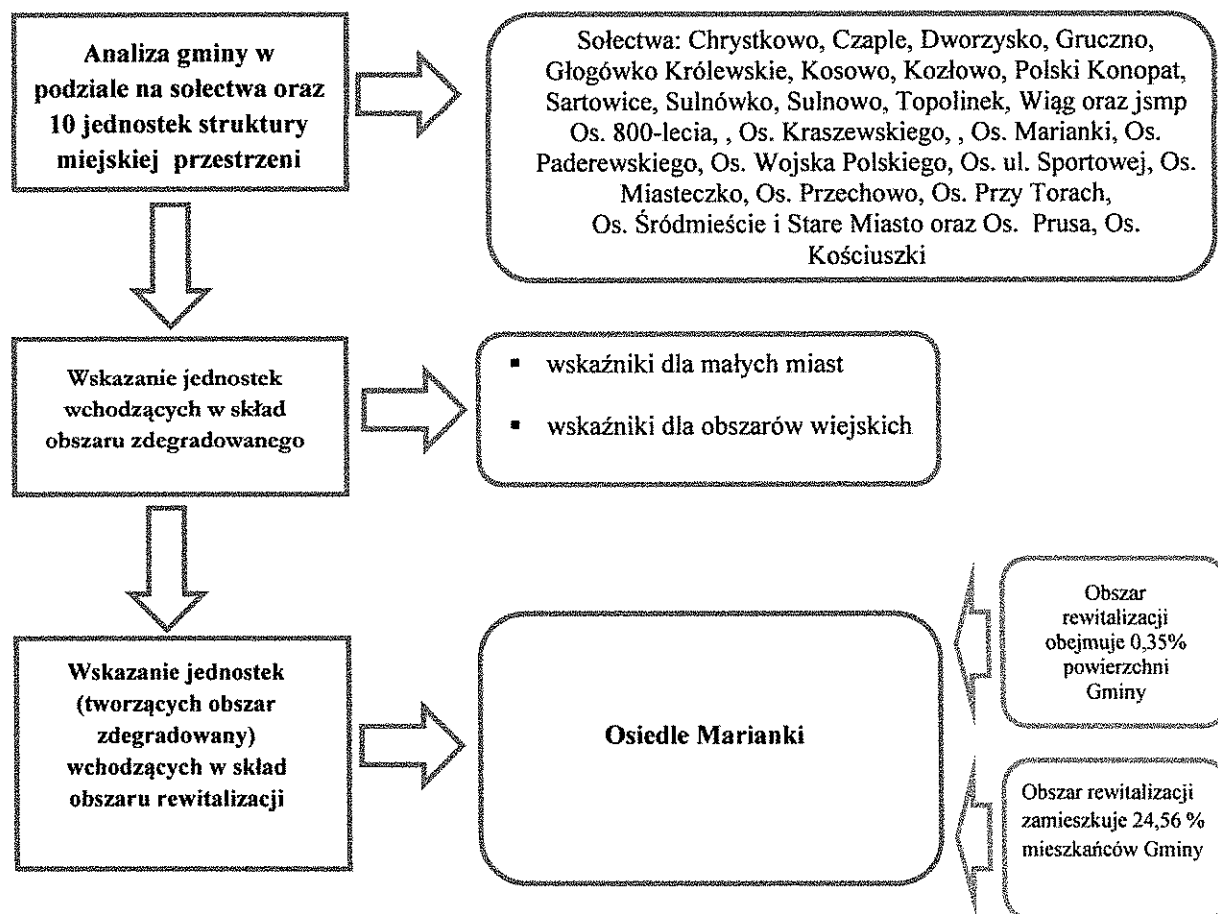 Analiza gminy w
podziale na sołectwa oraz
10 jednostek struktury
miejskiej przestrzeni
Sołectwa: Chrystkowo, Czaple, Dworzysko, Gruczno,
Głogówko Królewskie, Kosowo, Kozłowo, Polski Konopat,
Sartowice, Sulnówko, Sulnowo, Topolinek, Wiąg oraz jsmp
Os. 800-lecia, , Os. Kraszewskiego, , Os. Marianki, Os.
Paderewskiego, Os. Wojska Polskiego, Os. ul. Sportowej, Os.
Miasteczko, Os. Przechowo, Os. Przy Torach,
Os. Śródmieście i Stare Miasto oraz Os. Prusa, Os.
Kościuszki
Wskazanie jednostek
wchodzących w skład
obszaru zdegradowanego
▪ wskaźniki dla małych miast
▪ wskaźniki dla obszarów wiejskich
Wskazanie jednostek
(tworzących obszar
zdegradowany)
wchodzących w skład
obszaru rewitalizacji
Osiedle Marianki
Obszar
rewitalizacji
obejmuje 0,35%
powierzchni
Gminy
Obszar rewitalizacji
zamieszkuje 24,56 %
mieszkańców Gminy